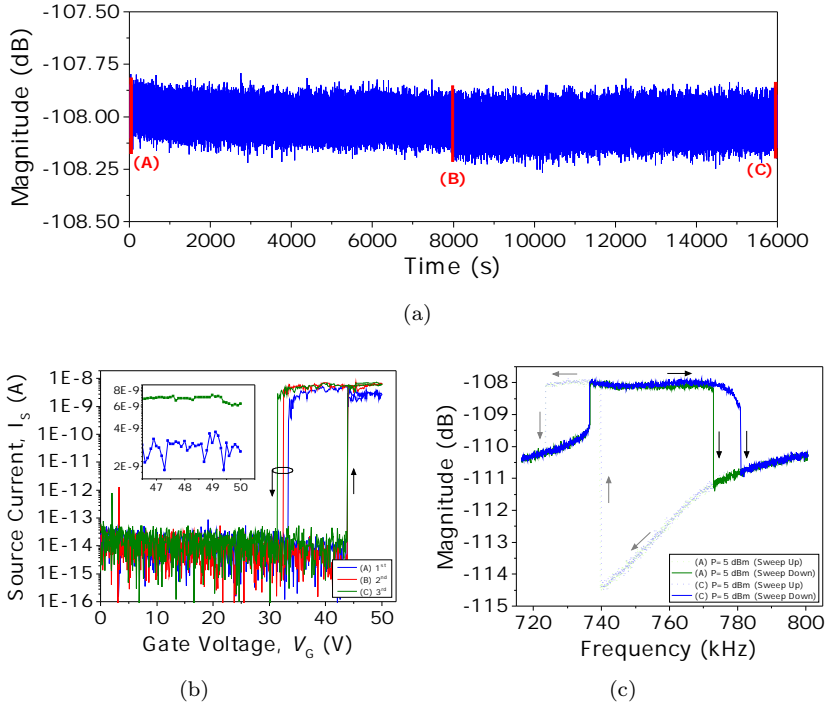 -107.50
-107.75
-108.00
-108.25
-108.50
Magnitude (dB)
(A)
(B)
(C)
0 2000 4000 6000 8000 10000 12000 14000 16000
Time (s)
(a)
1E-8
1E-9
1E-10
1E-11
1E-12
1E-13
1E-14
1E-15
1E-16
Source Current, I_S (A)
8E-9
6E-9
4E-9
2E-9
47 48 49 50
(A) 1st
(B) 2nd
(C) 3rd
0 10 20 30 40 50
Gate Voltage, V_G (V)
(b)
-108
-109
-110
-111
-112
-113
-114
-115
Magnitude (dB)
(A) P=5 dBm (Sweep Up)
(A) P=5 dBm (Sweep Down)
(C) P=5 dBm (Sweep Up)
(C) P=5 dBm (Sweep Down)
720 740 760 780 800
Frequency (kHz)
(c)